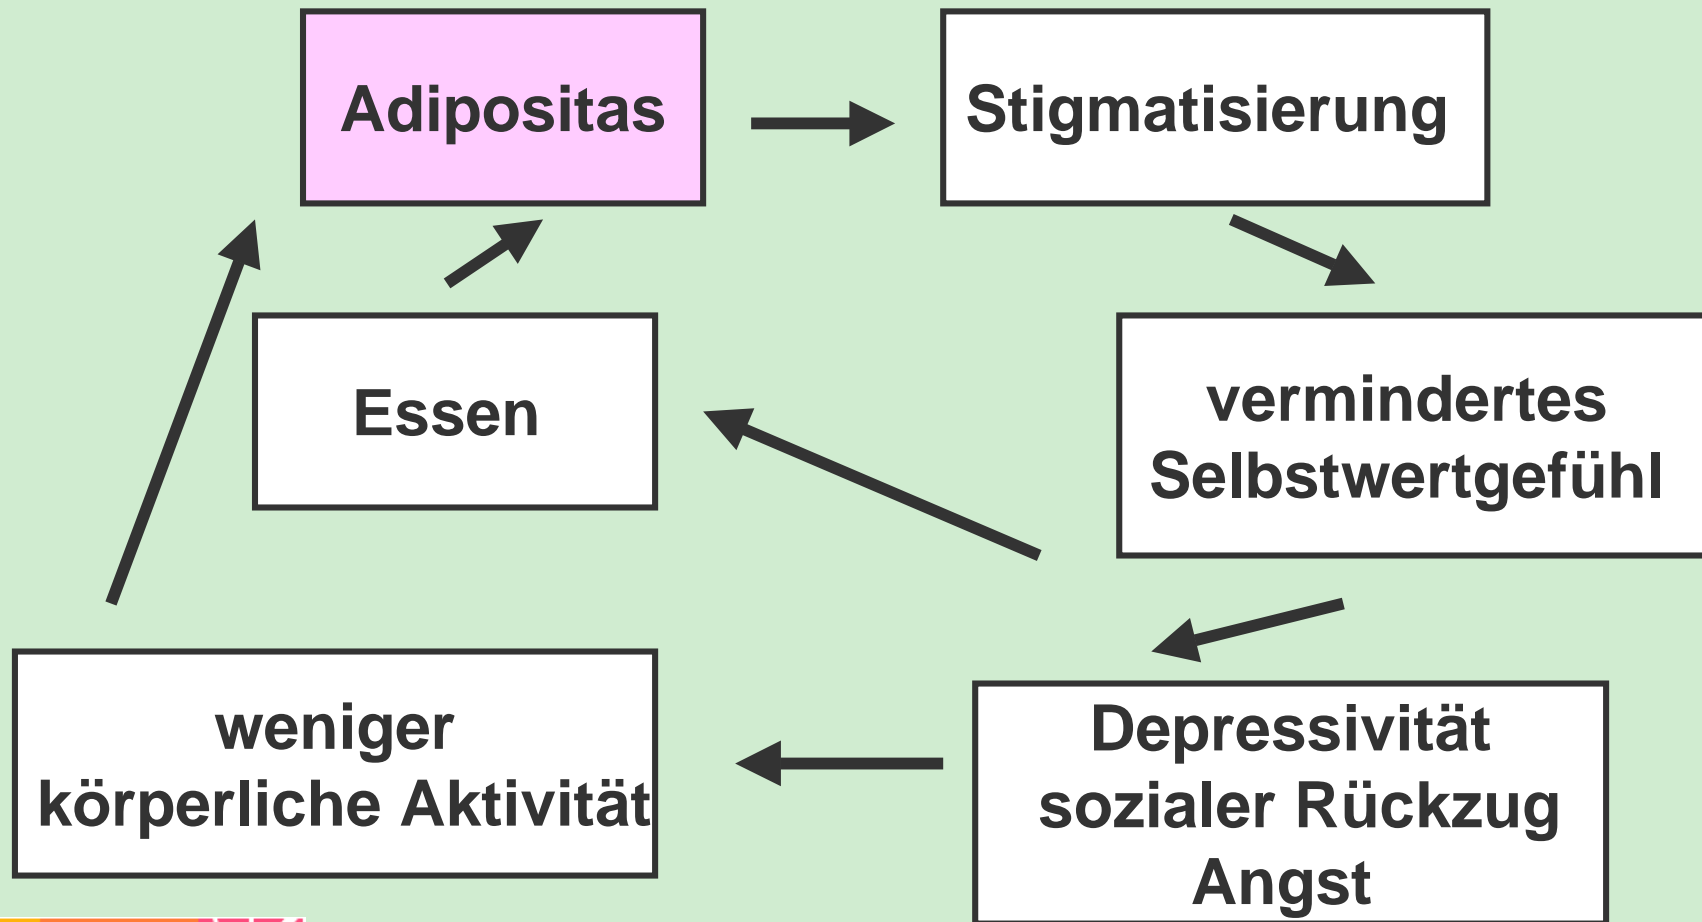 Adipositas
Stigmatisierung
Essen
vermindertes
Selbstwertgefühl
weniger
körperliche Aktivität
Depressivität
sozialer Rückzug
Angst